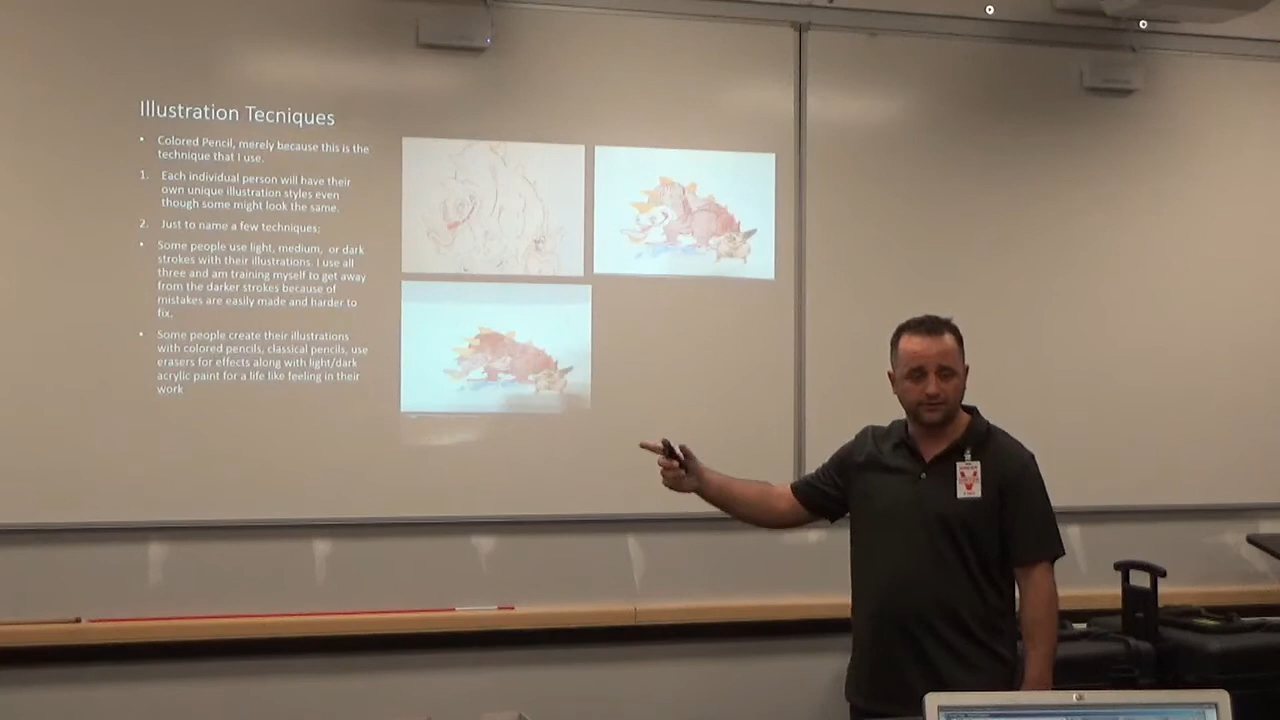 Illustration Tecniques
• Colored Pencil, merely because this is the
technique that I use.
1. Each individual person will have their
own unique illustration styles even
though some might look the same.
2. Just to name a few techniques;
• Some people use light, medium, or dark
strokes with their illustrations. I use all
three and am training myself to get away
from the darker strokes because of
mistakes are easily made and harder to
fix.
• Some people create their illustrations
with colored pencils, classical pencils, use
erasers for effects along with light/dark
acrylic paint for a life like feeling in their
work